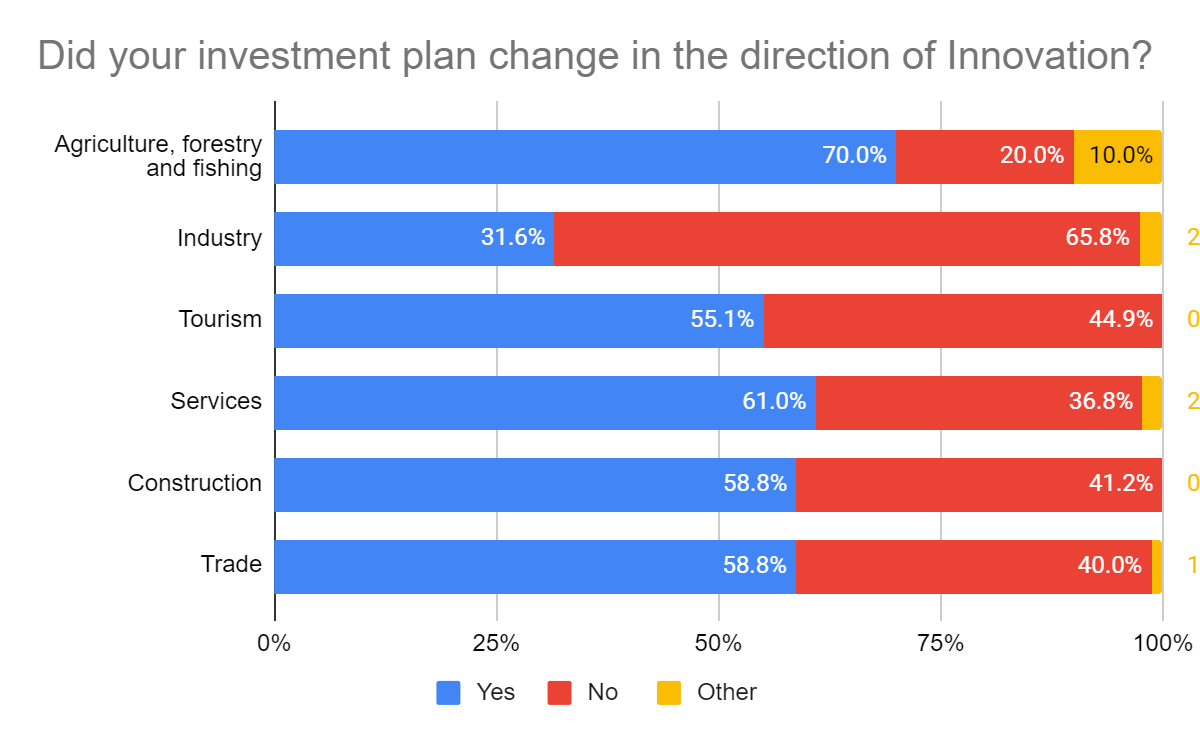 Did your investment plan change in the direction of Innovation?
Agriculture, forestry
and fishing
70.0%
20.0%
10.0%
Industry
31.6%
65.8%
2
Tourism
55.1%
44.9%
0
Services
61.0%
36.8%
2
Construction
58.8%
41.2%
0
Trade
58.8%
40.0%
1
0%
25%
50%
75%
100%
Yes
No
Other